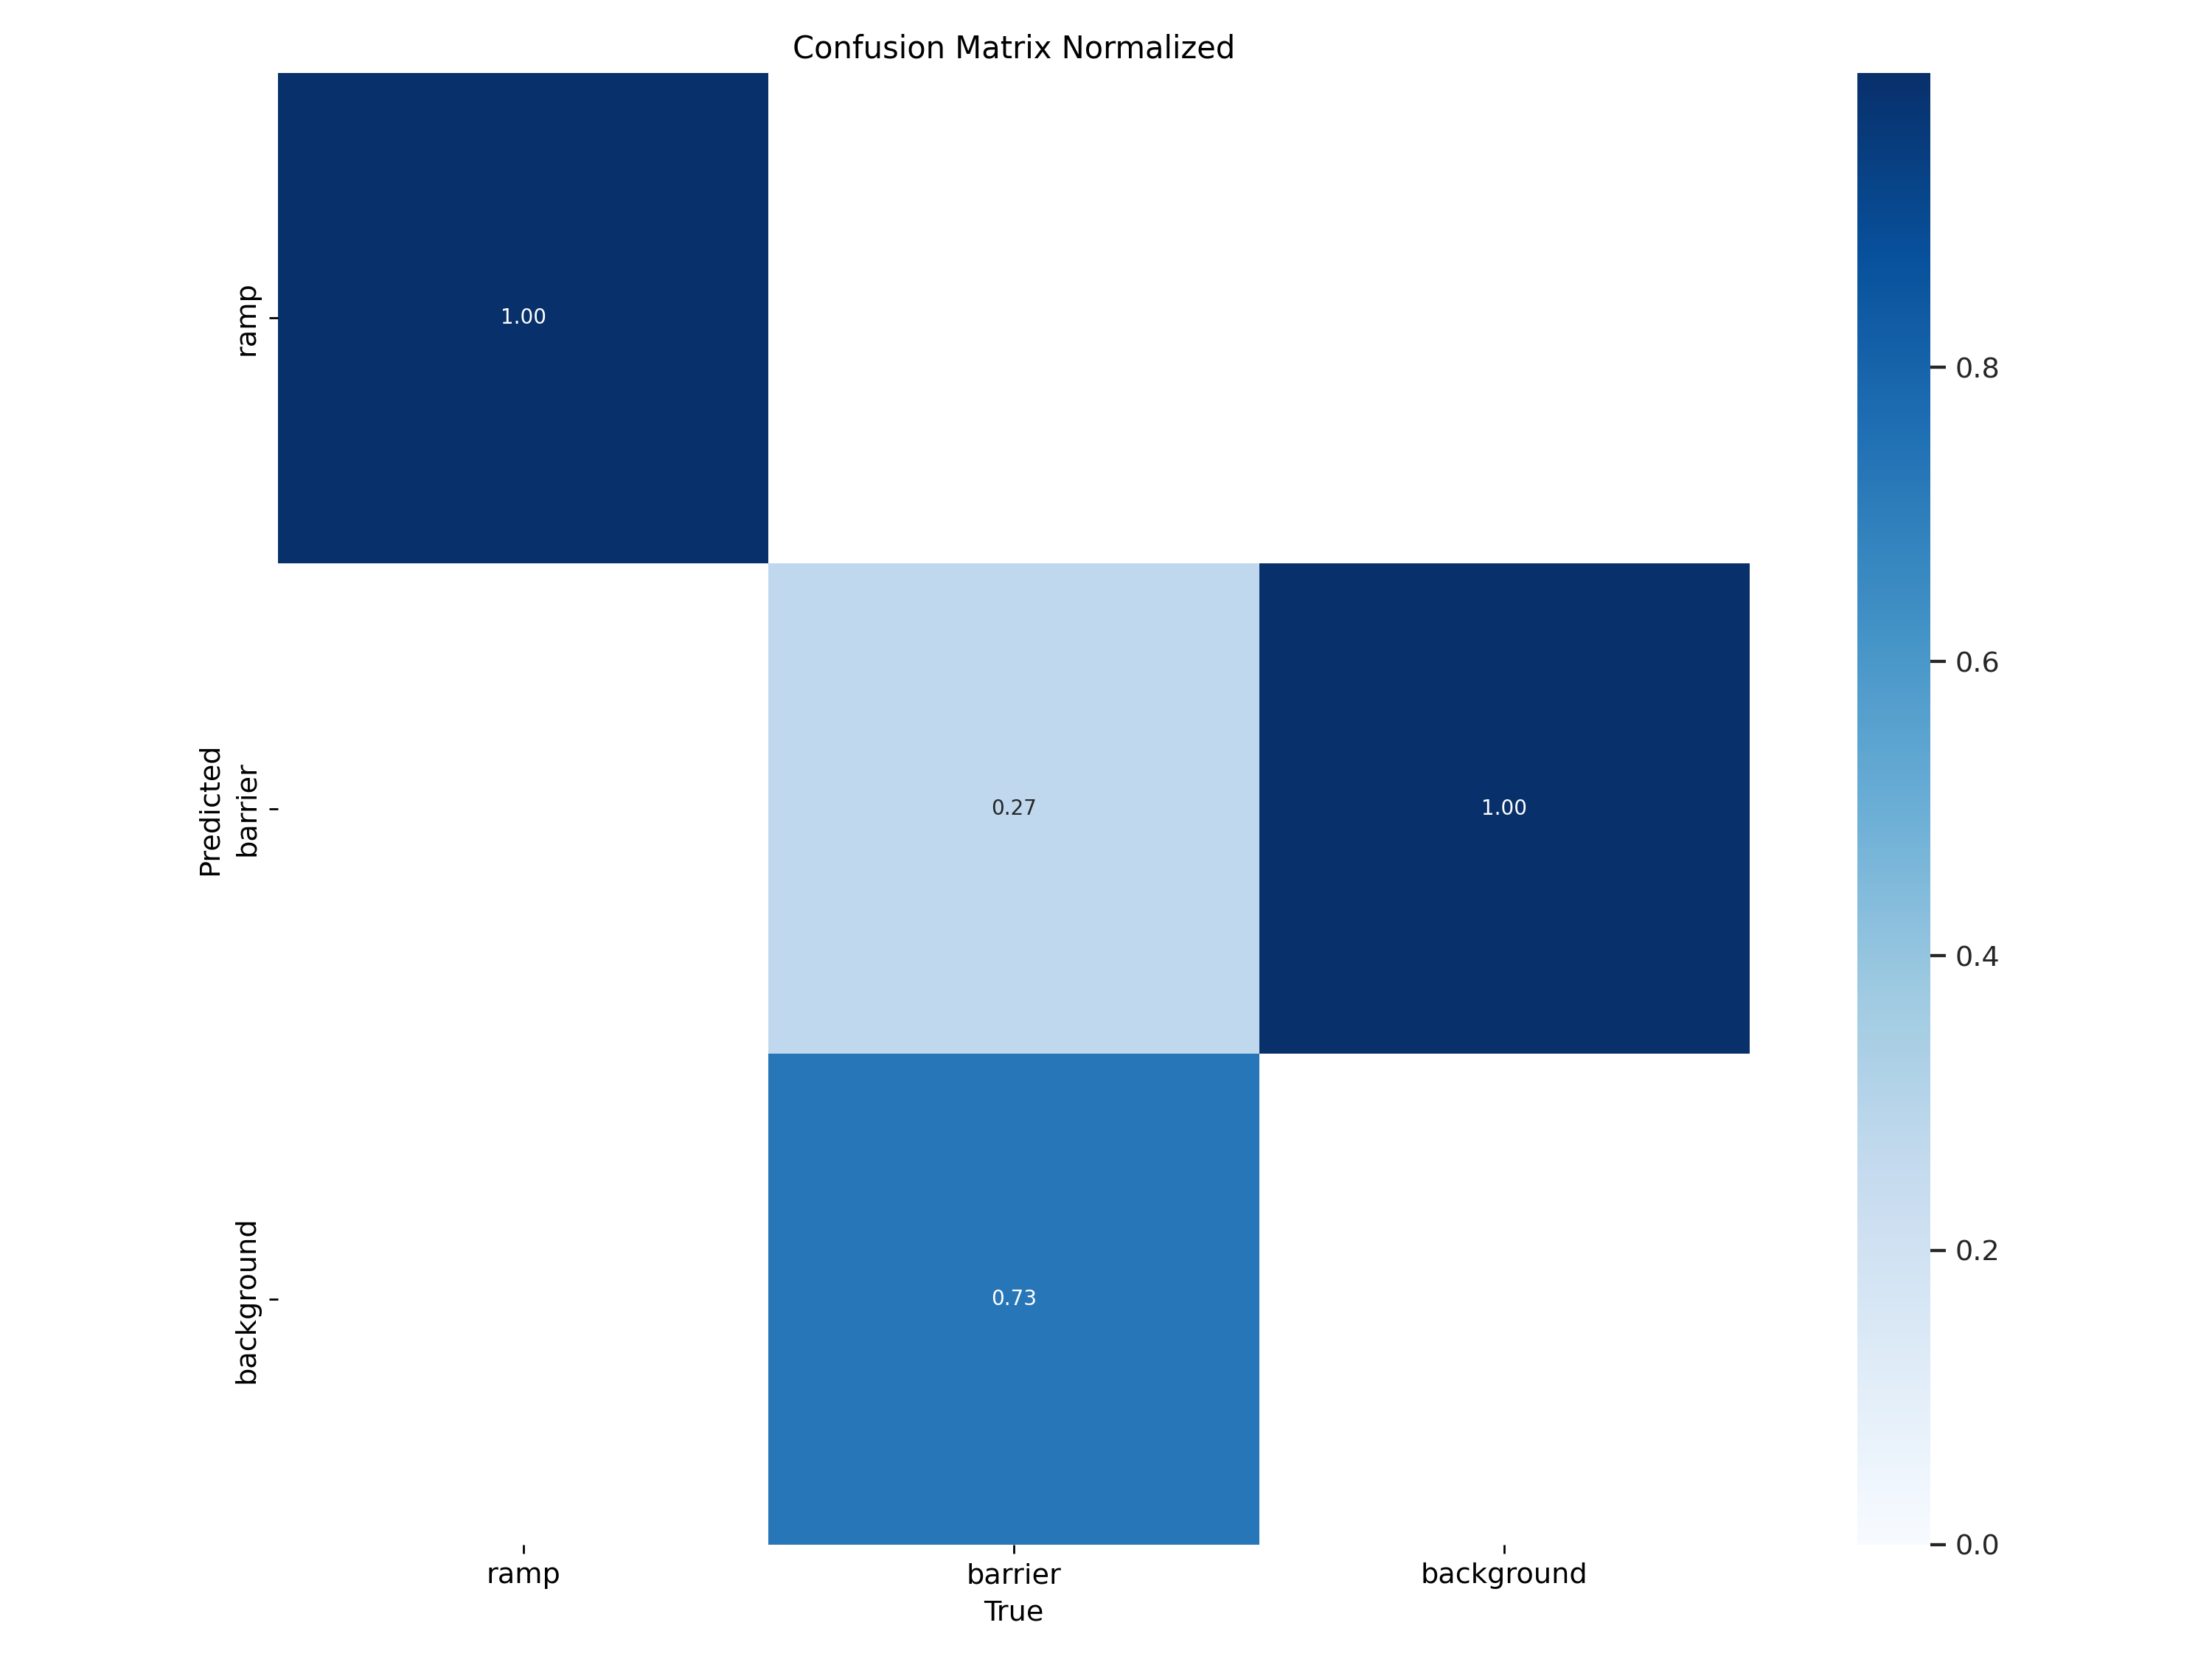 Confusion Matrix Normalized
ramp
barrier
background
Predicted
1.00
0.27
1.00
0.73
ramp
barrier
background
True
0.8
0.6
0.4
0.2
0.0